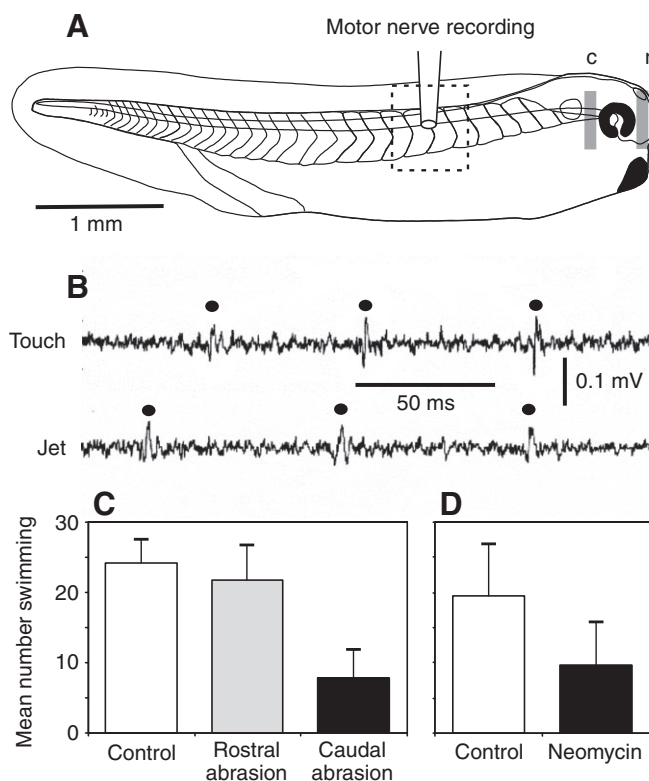 A
Motor nerve recording
c
1 mm
B
Touch
50 ms
0.1 mV
Jet
C
D
Mean number swimming
30
20
10
0
Control
Rostral abrasion
Caudal abrasion
Control
Neomycin